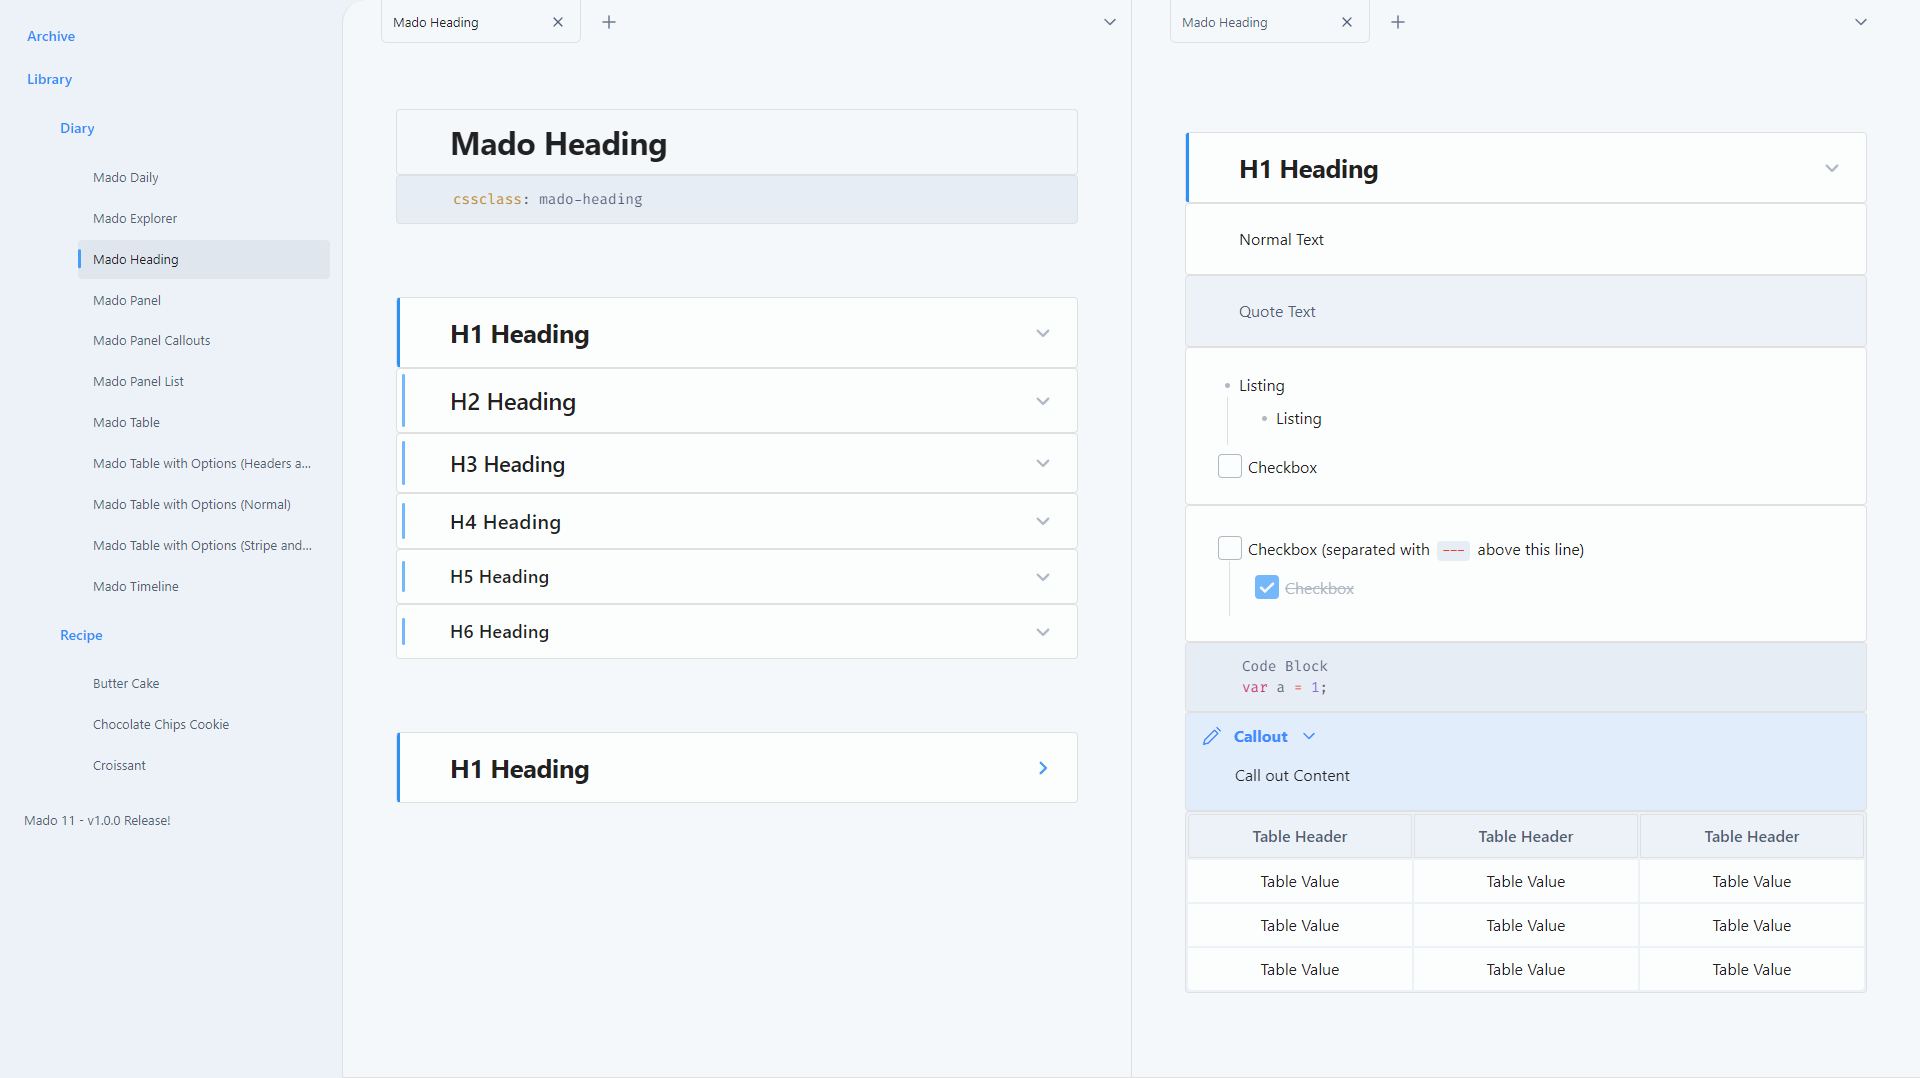 Archive
Library
Diary
Mado Daily
Mado Explorer
Mado Heading
Mado Panel
Mado Panel Callouts
Mado Panel List
Mado Table
Mado Table with Options (Headers a...
Mado Table with Options (Normal)
Mado Table with Options (Stripe and...
Mado Timeline
Recipe
Butter Cake
Chocolate Chips Cookie
Croissant
Mado 11 - v1.0.0 Release!
Mado Heading
Mado Heading
cssclass: mado-heading
H1 Heading
H2 Heading
H3 Heading
H4 Heading
H5 Heading
H6 Heading
H1 Heading
Mado Heading
H1 Heading
Normal Text
Quote Text
Listing
Listing
Checkbox
Checkbox (separated with --- above this line)
Checkbox
Code Block
var a = 1;
Callout
Call out Content
Table Header Table Header Table Header
Table Value Table Value Table Value
Table Value Table Value Table Value
Table Value Table Value Table Value